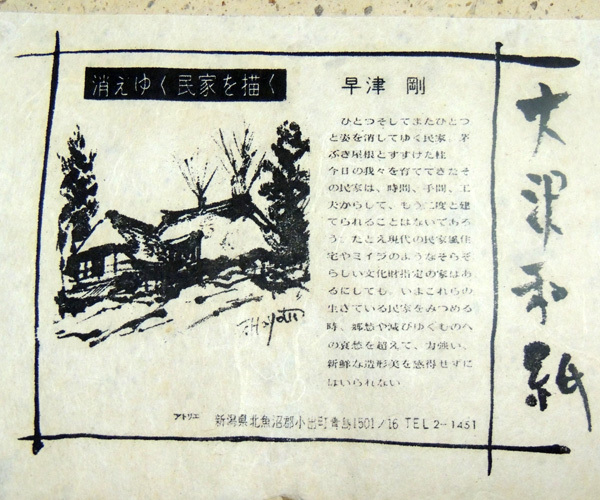 消えゆく民家を描く
早津 剛
ひとつそしてまたひとつ
と姿を消してゆく民家。茅
ぶき屋根とすすけた柱
今日の我々を育ててきたそ
の民家は、時間、手間、工
夫からして、もう二度と建
てられることはないであろ
う。たとえ現代の民家風住
宅やミイラのようなそらぞ
らしい文化財指定の家はあ
るにしても、いまこれらの
生きている民家をみつめる
時、郷愁や滅びゆくものへ
の哀愁を超えて、力強い、
新鮮な造形美を感得せずに
はいられない
アトリエ 新潟県北魚沼郡小出町青島1501/16 TEL2-1451
大沢和紙